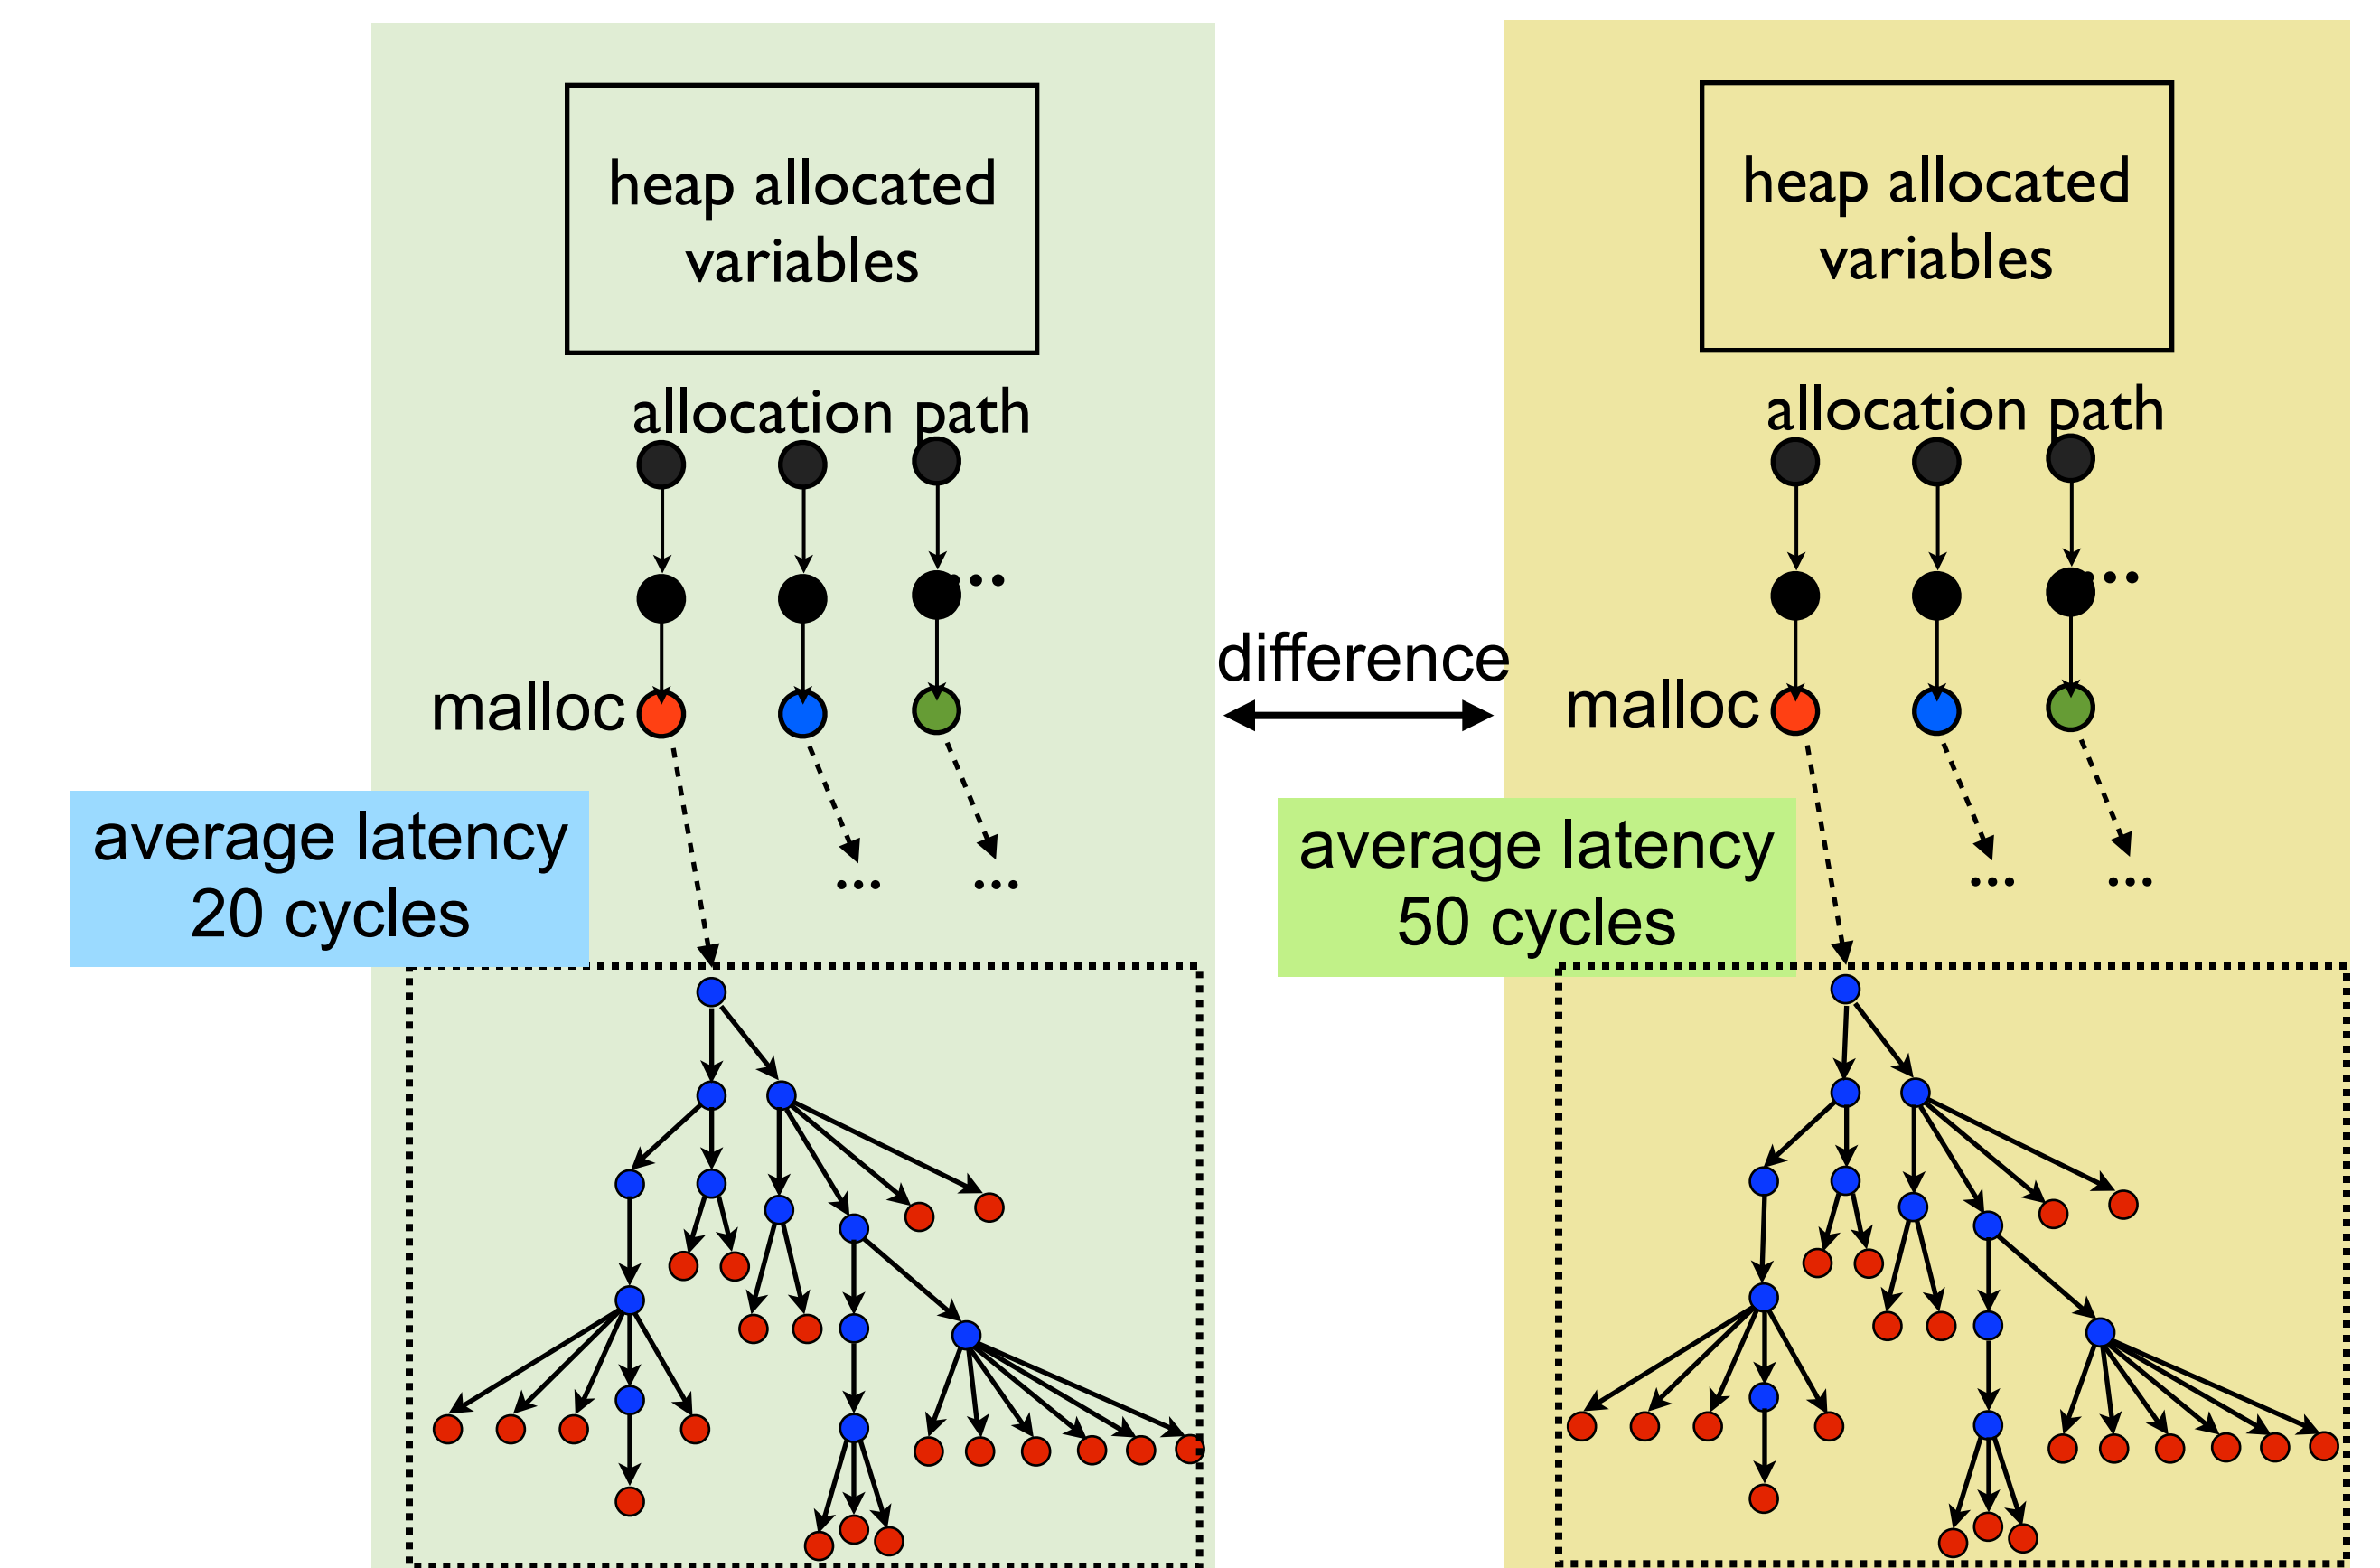 heap allocated
variables
allocation path
...
malloc
average latency
20 cycles
...
...
difference
heap allocated
variables
allocation path
...
malloc
average latency
50 cycles
...
...